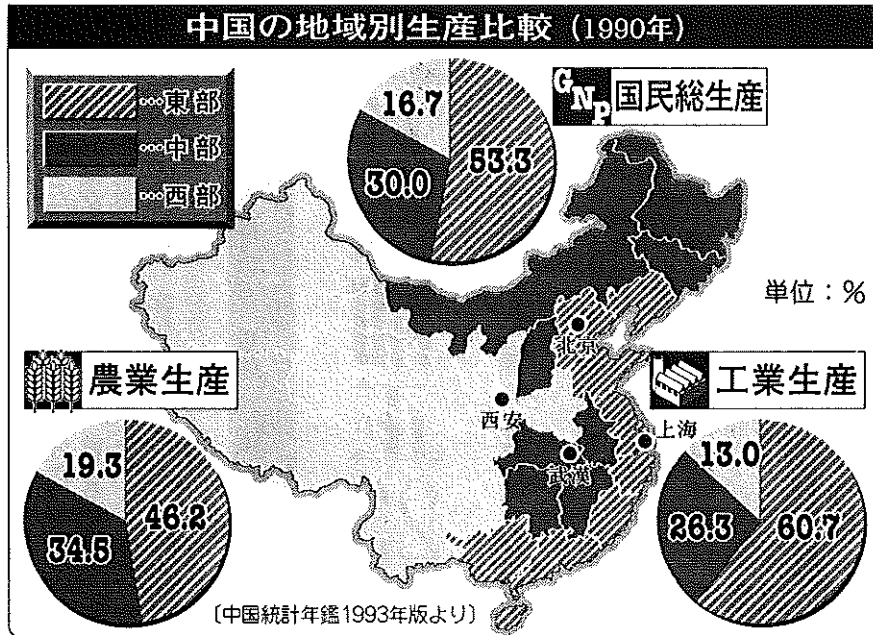 中国の地域別生産比較 (1990年)
…東部
…中部
…西部
GNP 国民総生産
16.7
53.3
30.0
単位：%
北京
西安
武漢
上海
農業生産
19.3
46.2
34.5
工業生産
13.0
26.3
60.7
〔中国統計年鑑1993年版より〕